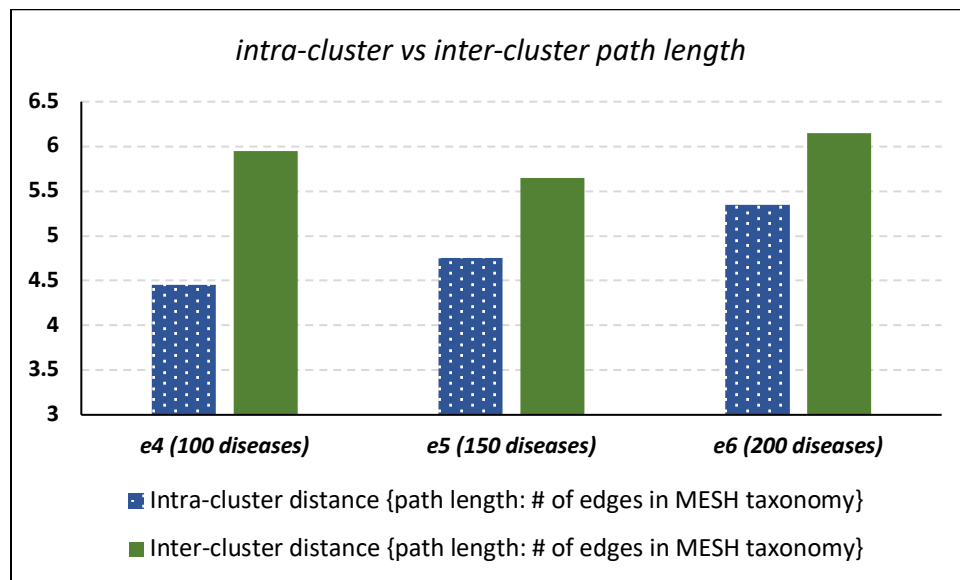 intra-cluster vs inter-cluster path length
6.5
6
5.5
5
4.5
4
3.5
3
e4 (100 diseases)
e5 (150 diseases)
e6 (200 diseases)
Intra-cluster distance {path length: # of edges in MESH taxonomy}
Inter-cluster distance {path length: # of edges in MESH taxonomy}